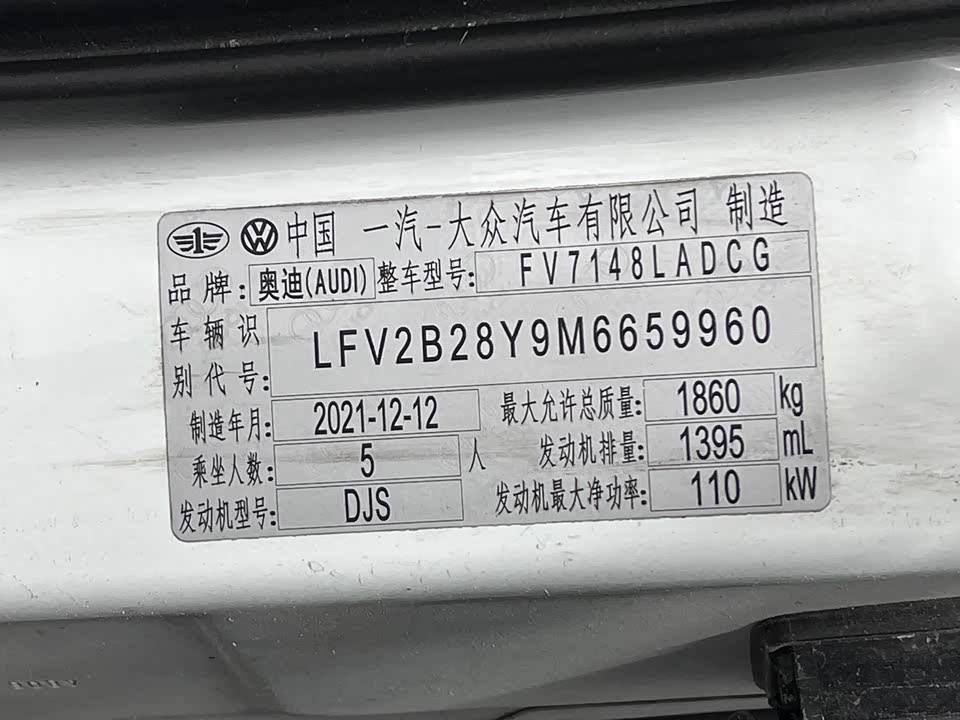 中国 一汽-大众汽车有限公司 制造
品牌: 奥迪(AUDI) 整车型号: FV7148LADCG
车辆识别代号: LFV2B28Y9M6659960
制造年月: 2021-12-12 最大允许总质量: 1860 kg
乘坐人数: 5 人 发动机排量: 1395 mL
发动机型号: DJS 发动机最大净功率: 110 kW